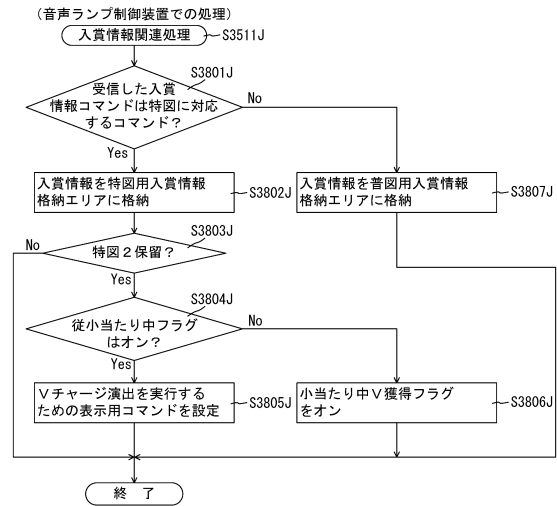 （音声ランプ制御装置での処理）
入賞情報関連処理
S3511J
S3801J
受信した入賞
情報コマンドは特図に対応
するコマンド？
No
Yes
入賞情報を特図用入賞情報
格納エリアに格納
S3802J
入賞情報を普図用入賞情報
格納エリアに格納
S3807J
S3803J
特図２保留？
No
Yes
S3804J
従小当たり中フラグ
はオン？
No
Yes
Ｖチャージ演出を実行する
ための表示用コマンドを設定
S3805J
小当たり中Ｖ獲得フラグ
をオン
S3806J
終　了